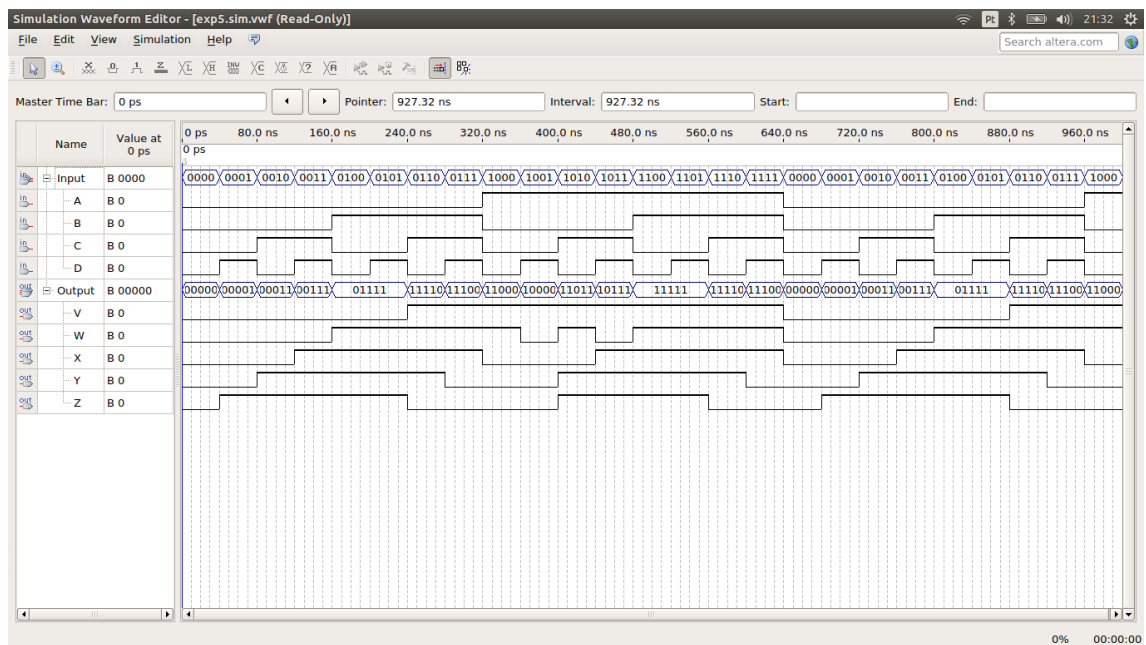 Simulation Waveform Editor - [exp5.sim.vwf (Read-Only)] Pt 21:32
File Edit View Simulation Help Search altera.com
Master Time Bar: 0 ps Pointer: 927.32 ns Interval: 927.32 ns Start: End:
Name Value at 0 ps 0 ps 80.0 ns 160.0 ns 240.0 ns 320.0 ns 400.0 ns 480.0 ns 560.0 ns 640.0 ns 720.0 ns 800.0 ns 880.0 ns 960.0 ns
0 ps
Input B 0000 0000 0001 0010 0011 0100 0101 0110 0111 1000 1001 1010 1011 1100 1101 1110 1111 0000 0001 0010 0011 0100 0101 0110 0111 1000
A B 0
B B 0
C B 0
D B 0
Output B 00000 00000 00001 00011 00111 01111 11110 11100 11000 10000 11011 10111 11111 11110 11100 00000 00001 00011 00111 01111 11110 11100 11000
V B 0
W B 0
X B 0
Y B 0
Z B 0
0% 00:00:00